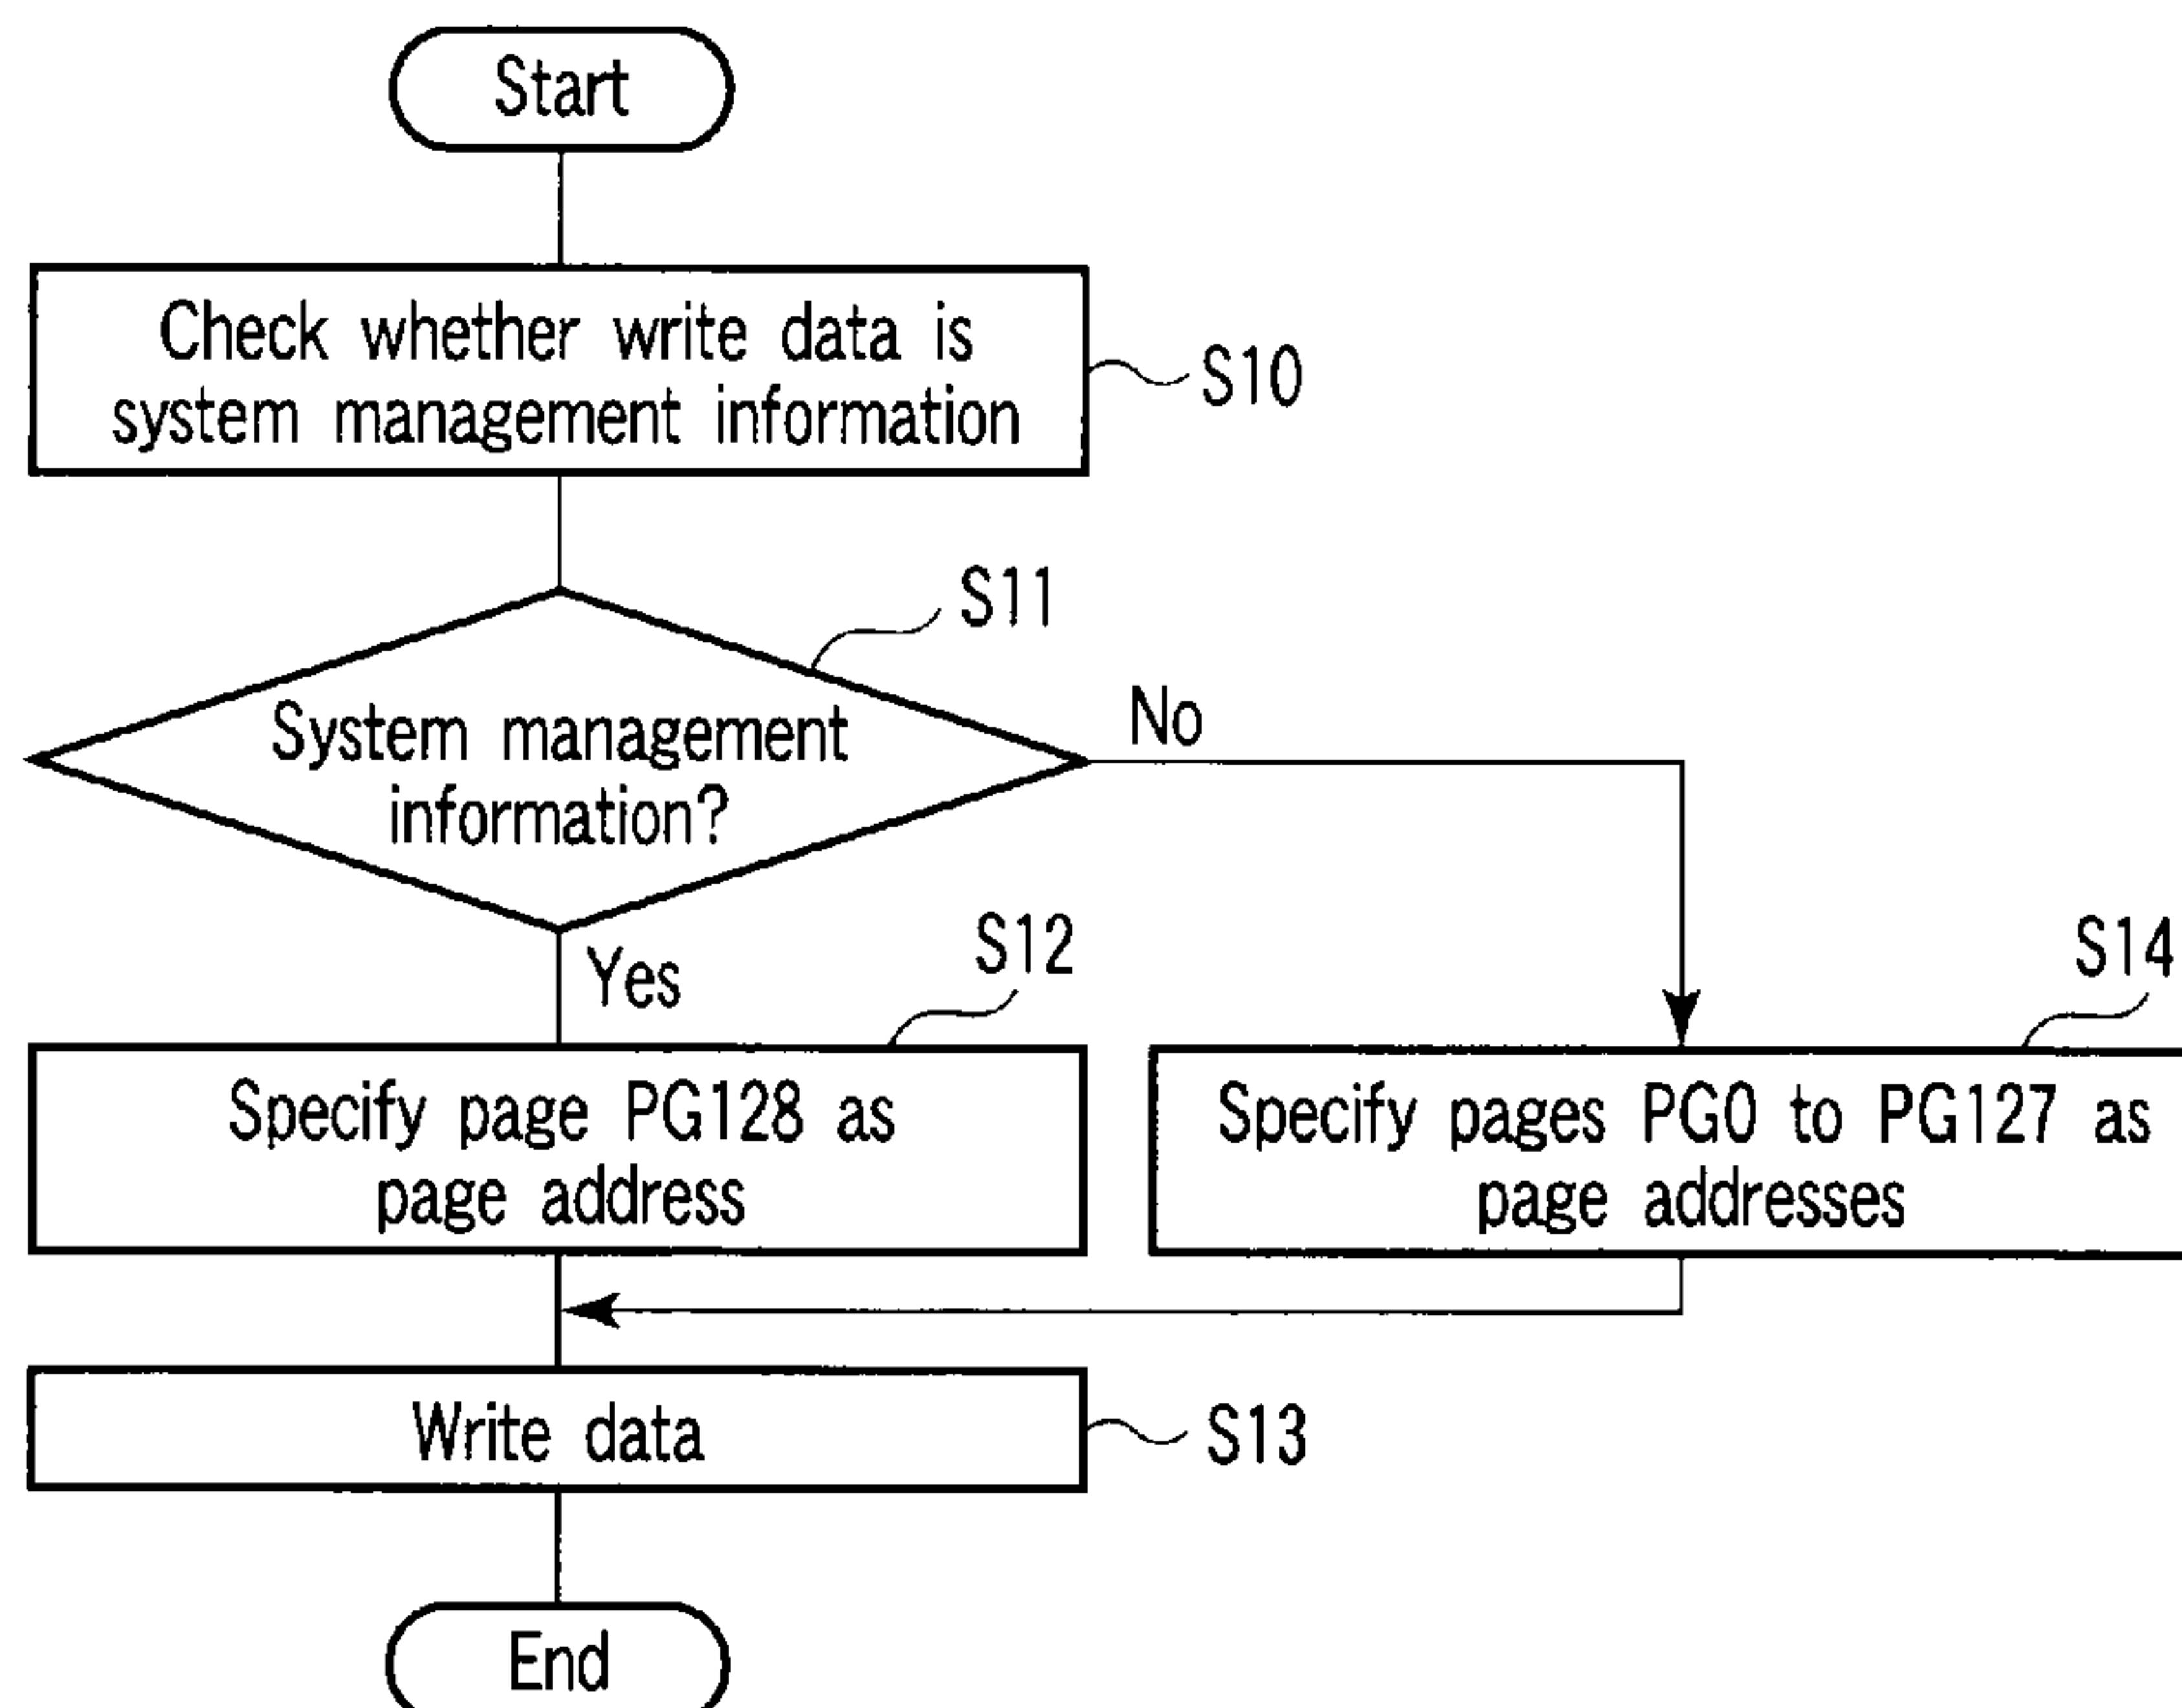 Start
Check whether write data is
system management information
S10
S11
System management
information?
No
Yes
S12
S14
Specify page PG128 as
page address
Specify pages PG0 to PG127 as
page addresses
Write data
S13
End